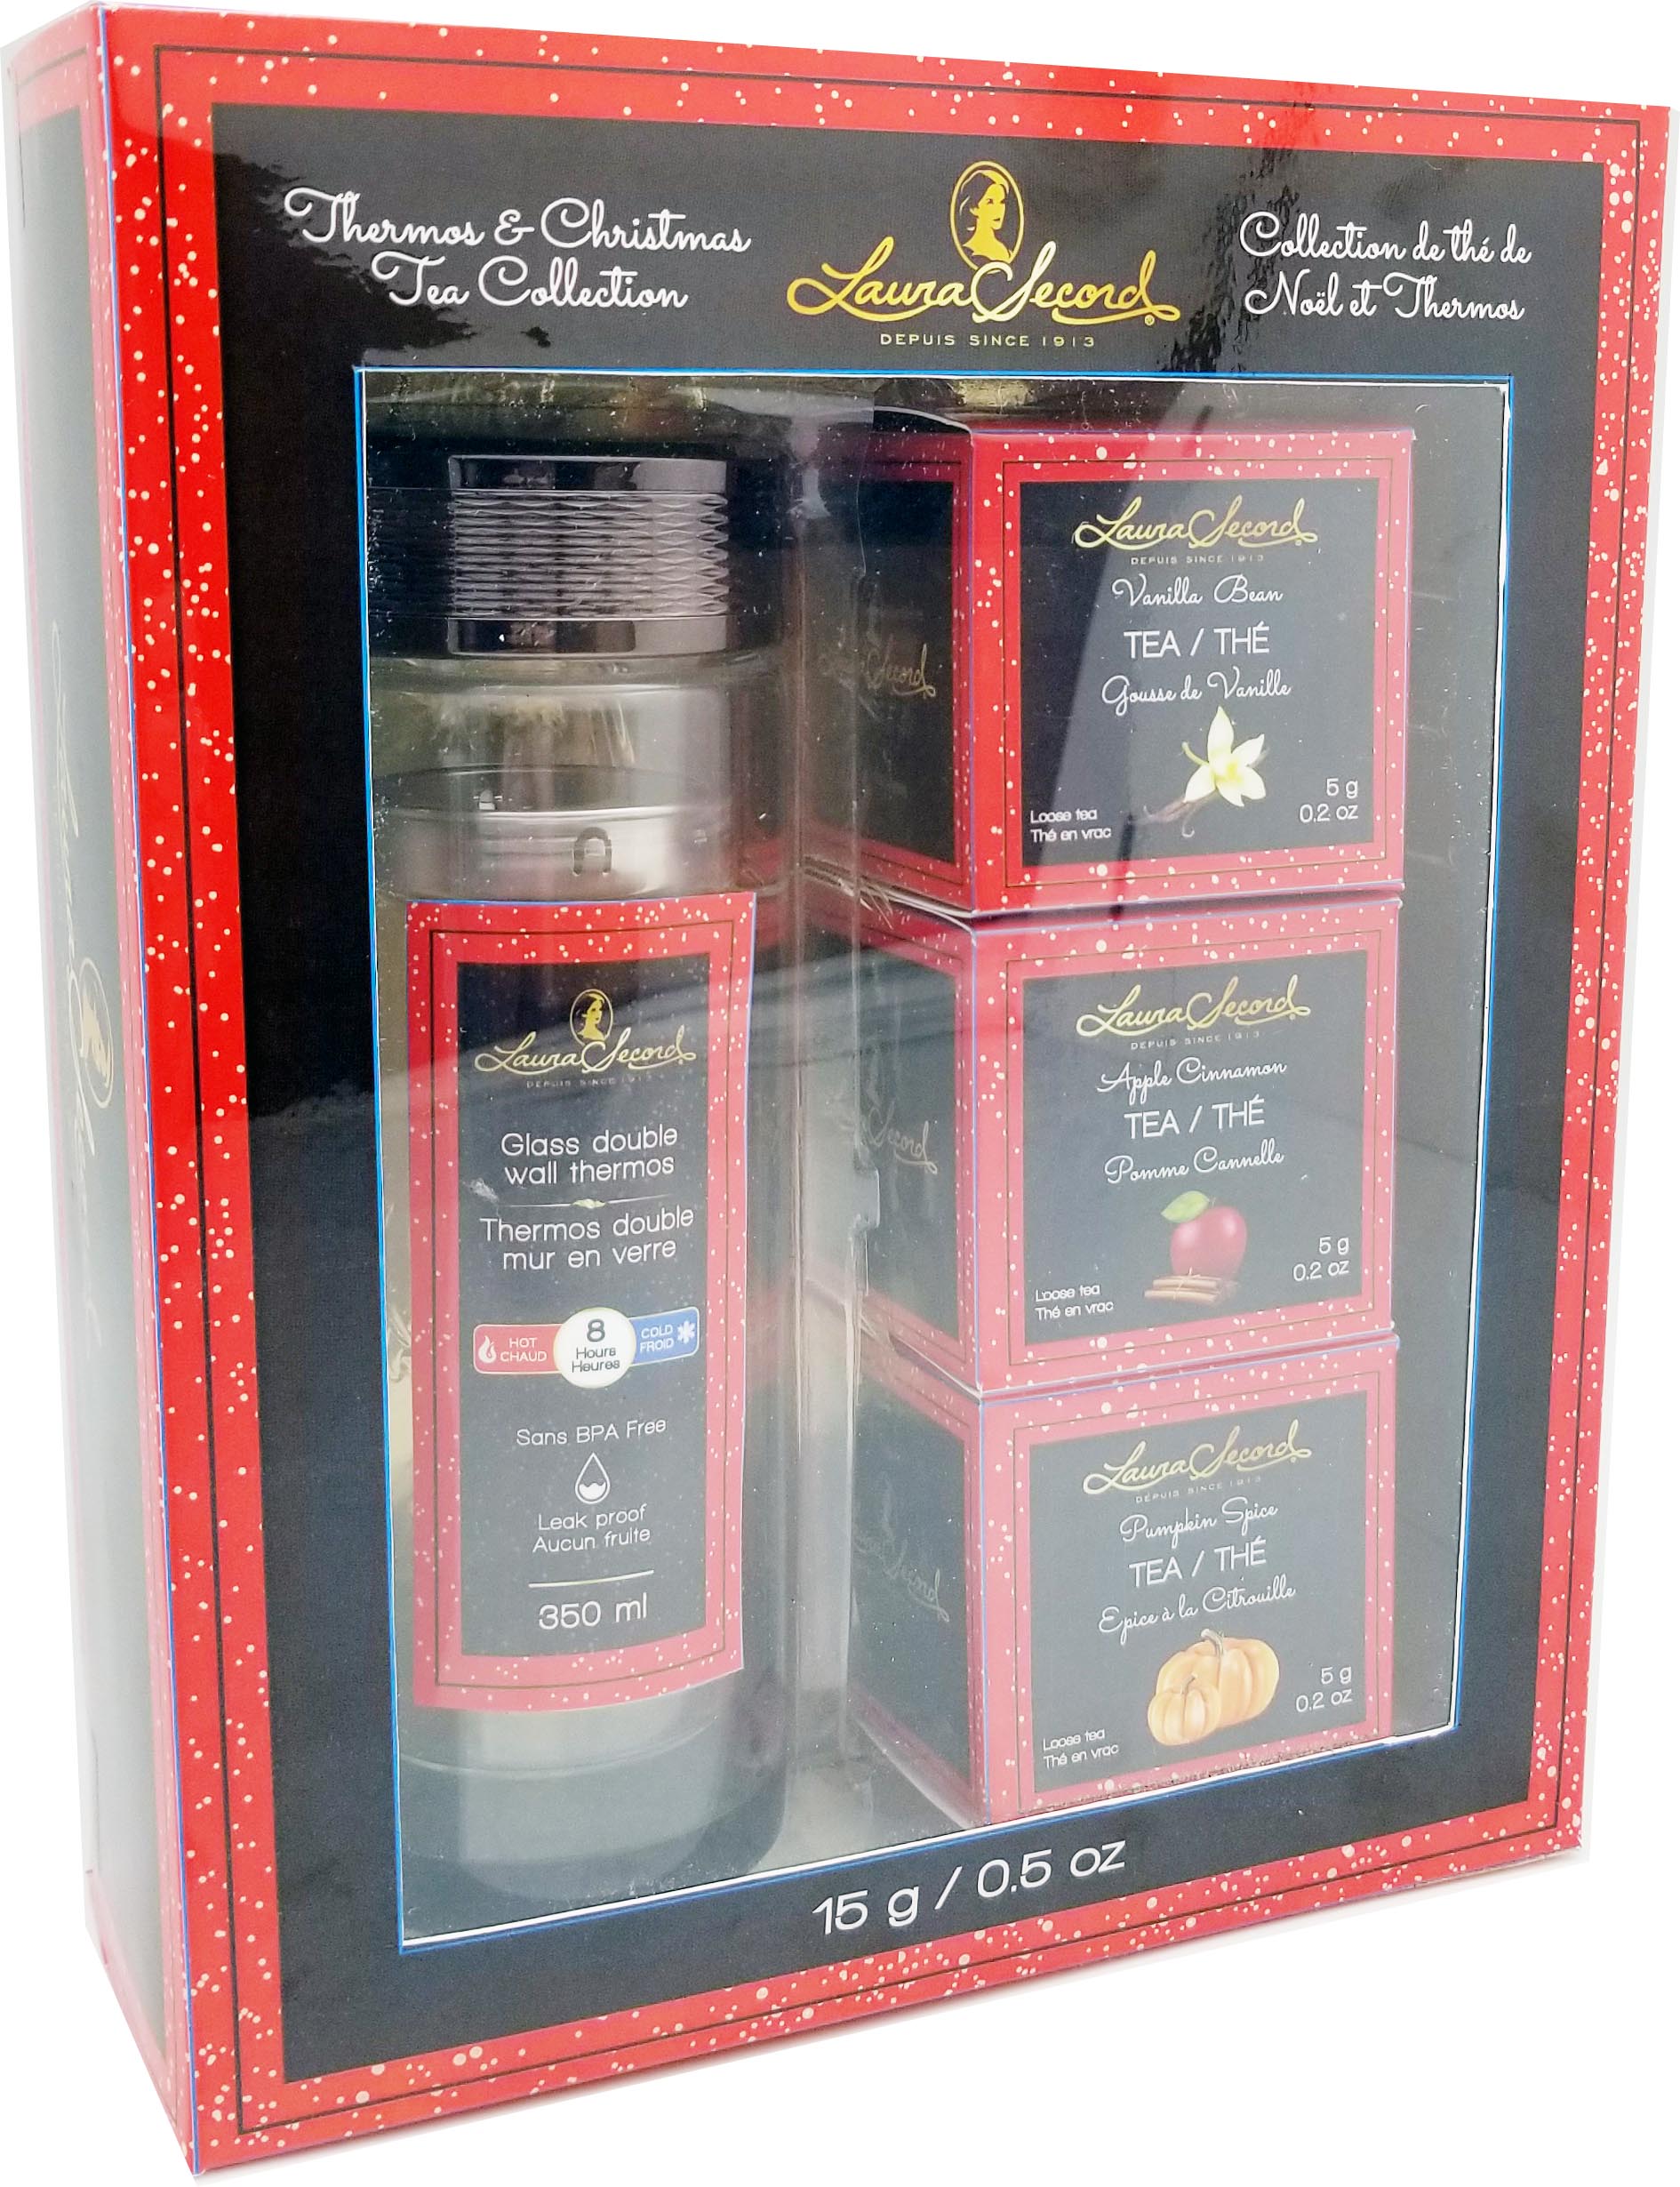 Thermos & Christmas
Tea Collection
Laura Secord
DEPUIS SINCE 1913
Collection de thé de
Noël et Thermos
Laura Secord
DEPUIS SINCE 1913
Glass double
wall thermos
Thermos double
mur en verre
HOT
CHAUD
8
Hours
Heures
COLD
FROID
Sans BPA Free
Leak proof
Aucun fruite
350 ml
Laura Secord
DEPUIS SINCE 1913
Vanilla Bean
TEA / THÉ
Gousse de Vanille
Loose tea
Thé en vrac
5 g
0.2 oz
Secord
Laura Secord
DEPUIS SINCE 1913
Apple Cinnamon
TEA / THÉ
Pomme Cannelle
Loose tea
Thé en vrac
5 g
0.2 oz
Secord
Laura Secord
DEPUIS SINCE 1913
Pumpkin Spice
TEA / THÉ
Epice à la Citrouille
Loose tea
Thé en vrac
5 g
0.2 oz
Secord
15 g / 0.5 oz